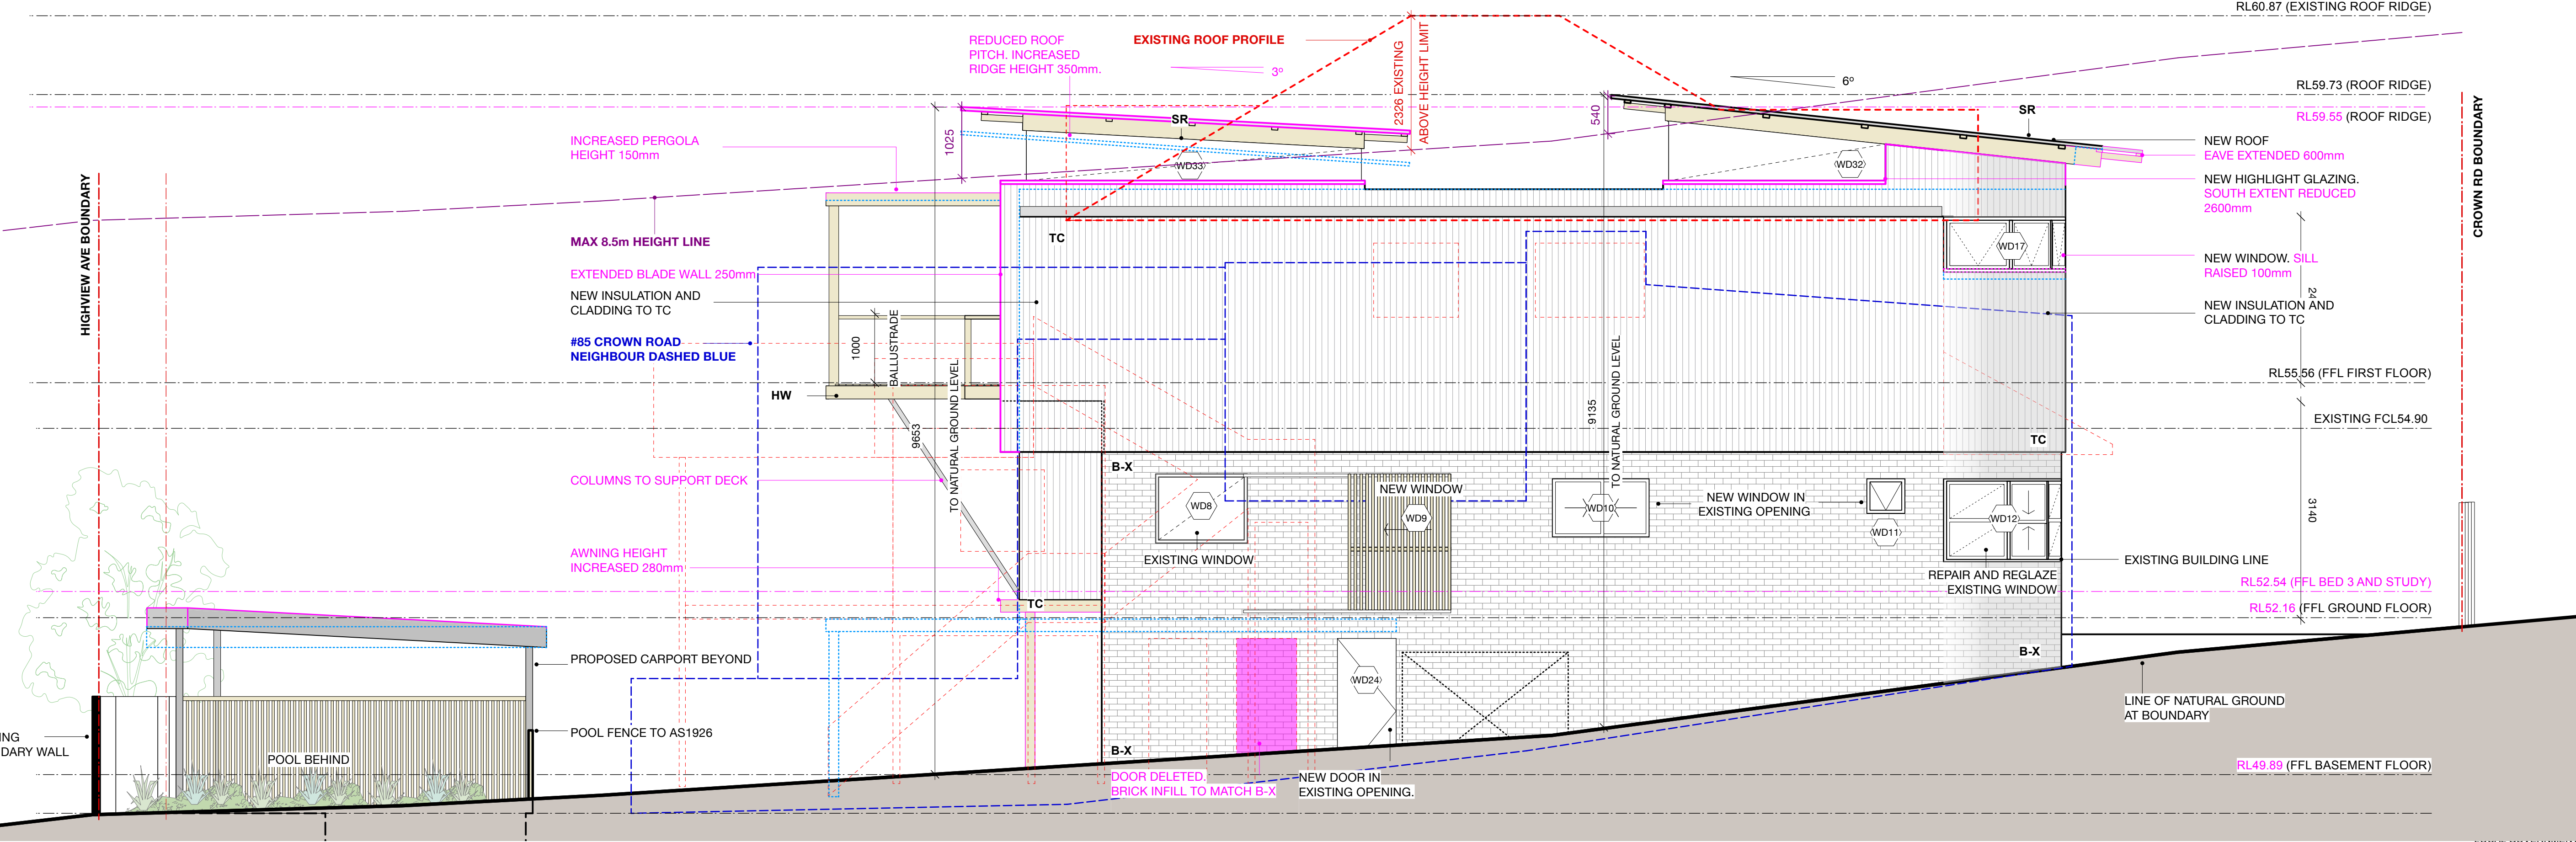 RL60.87 (EXISTING ROOF RIDGE)
REDUCED ROOF
PITCH. INCREASED
RIDGE HEIGHT 350mm.
EXISTING ROOF PROFILE
2326 EXISTING
ABOVE HEIGHT LIMIT
3º
6º
RL59.73 (ROOF RIDGE)
RL59.55 (ROOF RIDGE)
SR
SR
540
1025
CROWN RD BOUNDARY
HIGHVIEW AVE BOUNDARY
INCREASED PERGOLA
HEIGHT 150mm
WD33
WD32
NEW ROOF
EAVE EXTENDED 600mm
NEW HIGHLIGHT GLAZING.
SOUTH EXTENT REDUCED
2600mm
MAX 8.5m HEIGHT LINE
TC
WD17
EXTENDED BLADE WALL 250mm
NEW WINDOW. SILL
RAISED 100mm
NEW INSULATION AND
CLADDING TO TC
24
NEW INSULATION AND
CLADDING TO TC
#85 CROWN ROAD
NEIGHBOUR DASHED BLUE
1000
BALLUSTRADE
TO NATURAL GROUND LEVEL
9653
9135
TO NATURAL GROUND LEVEL
RL55.56 (FFL FIRST FLOOR)
HW
EXISTING FCL54.90
TC
B-X
COLUMNS TO SUPPORT DECK
WD8
NEW WINDOW
WD9
WD10
NEW WINDOW IN
EXISTING OPENING
WD11
WD12
3140
AWNING HEIGHT
INCREASED 280mm
EXISTING WINDOW
EXISTING BUILDING LINE
REPAIR AND REGLAZE
EXISTING WINDOW
RL52.54 (FFL BED 3 AND STUDY)
TC
RL52.16 (FFL GROUND FLOOR)
PROPOSED CARPORT BEYOND
B-X
WD24
LINE OF NATURAL GROUND
AT BOUNDARY
NG
DARY WALL
POOL FENCE TO AS1926
POOL BEHIND
B-X
RL49.89 (FFL BASEMENT FLOOR)
DOOR DELETED.
BRICK INFILL TO MATCH B-X
NEW DOOR IN
EXISTING OPENING.